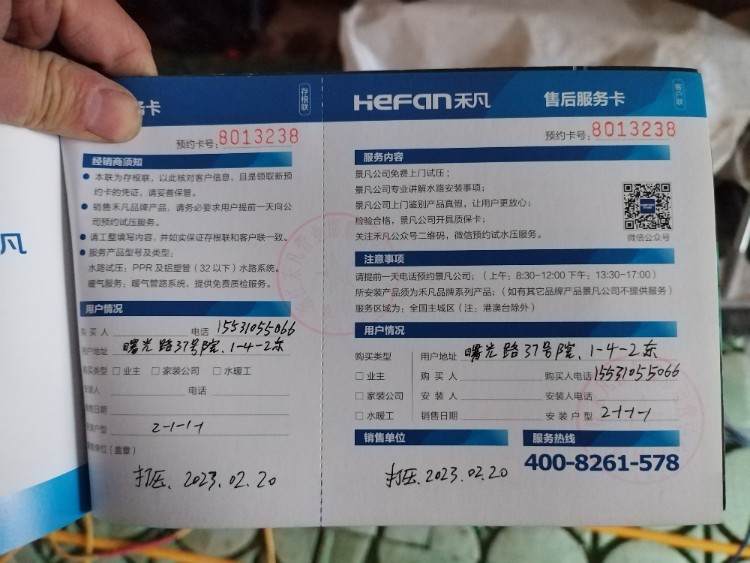 务卡
存根联
预约卡号:8013238
经销商须知
● 本联为存根联，以此核对客户信息，且是领取新预
约卡的凭证，请妥善保管。
● 销售禾凡品牌产品，请务必要求用户提前一天向公
司预约试压服务。
● 请工整填写内容，并如实保证存根联和客户联一致。
● 服务产品型号及类型:
水路试压: PPR 及铝塑管（32以下）水路系统。
暖气服务: 暖气管路系统，提供免费质检服务。
用户情况
购买人 电话 15531055066
用户地址 曙光路37号院、1-4-2东
购买类型 □ 业主 □ 家装公司 □ 水暖工
装人 电话
售日期
户型 2-1-1-1
单位(盖章)
打压、2023.02.20
凡
HeFan禾凡 售后服务卡
客户联
预约卡号:8013238
服务内容
景凡公司免费上门试压;
景凡公司专业讲解水路安装事项;
景凡公司上门鉴别产品真假，让用户更放心;
检验合格，景凡公司开具质保卡;
关注禾凡公众号二维码，微信预约试水压服务。
微信公众号
注意事项
请提前一天电话预约景凡公司;（上午: 8:30-12:00 下午: 13:30-17:00）
所安装产品须为禾凡品牌系列产品;（如有其它品牌产品景凡公司不提供服务）
服务区域为: 全国主城区（注: 港澳台除外）
用户情况
购买类型 用户地址 曙光路37号院、1-4-2东
□ 业主 购买人 购买人电话 15531055066
□ 家装公司 安装人 安装人电话
□ 水暖工 销售日期 安装户型 2-1-1-1
销售单位 服务热线
400-8261-578
打压.2023.02.20